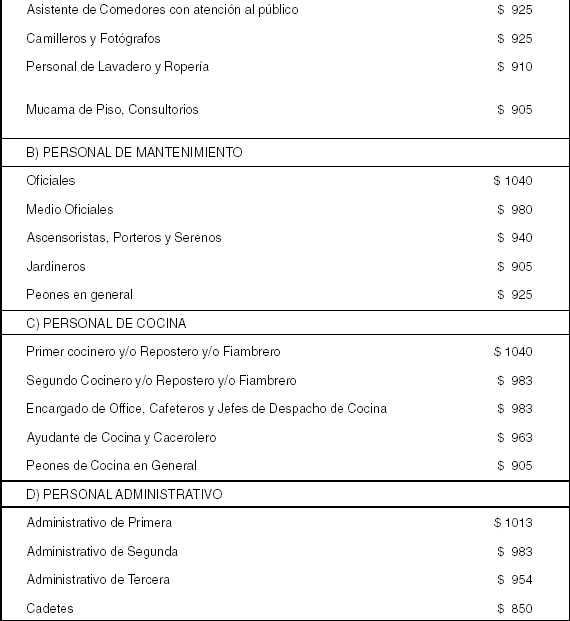 Asistente de Comedores con atención al público $ 925
Camilleros y Fotógrafos $ 925
Personal de Lavadero y Ropería $ 910
Mucama de Piso, Consultorios $ 905
B) PERSONAL DE MANTENIMIENTO
Oficiales $ 1040
Medio Oficiales $ 980
Ascensoristas, Porteros y Serenos $ 940
Jardineros $ 905
Peones en general $ 925
C) PERSONAL DE COCINA
Primer cocinero y/o Repostero y/o Fiambrero $ 1040
Segundo Cocinero y/o Repostero y/o Fiambrero $ 983
Encargado de Office, Cafeteros y Jefes de Despacho de Cocina $ 983
Ayudante de Cocina y Cacerolero $ 963
Peones de Cocina en General $ 905
D) PERSONAL ADMINISTRATIVO
Administrativo de Primera $ 1013
Administrativo de Segunda $ 983
Administrativo de Tercera $ 954
Cadetes $ 850